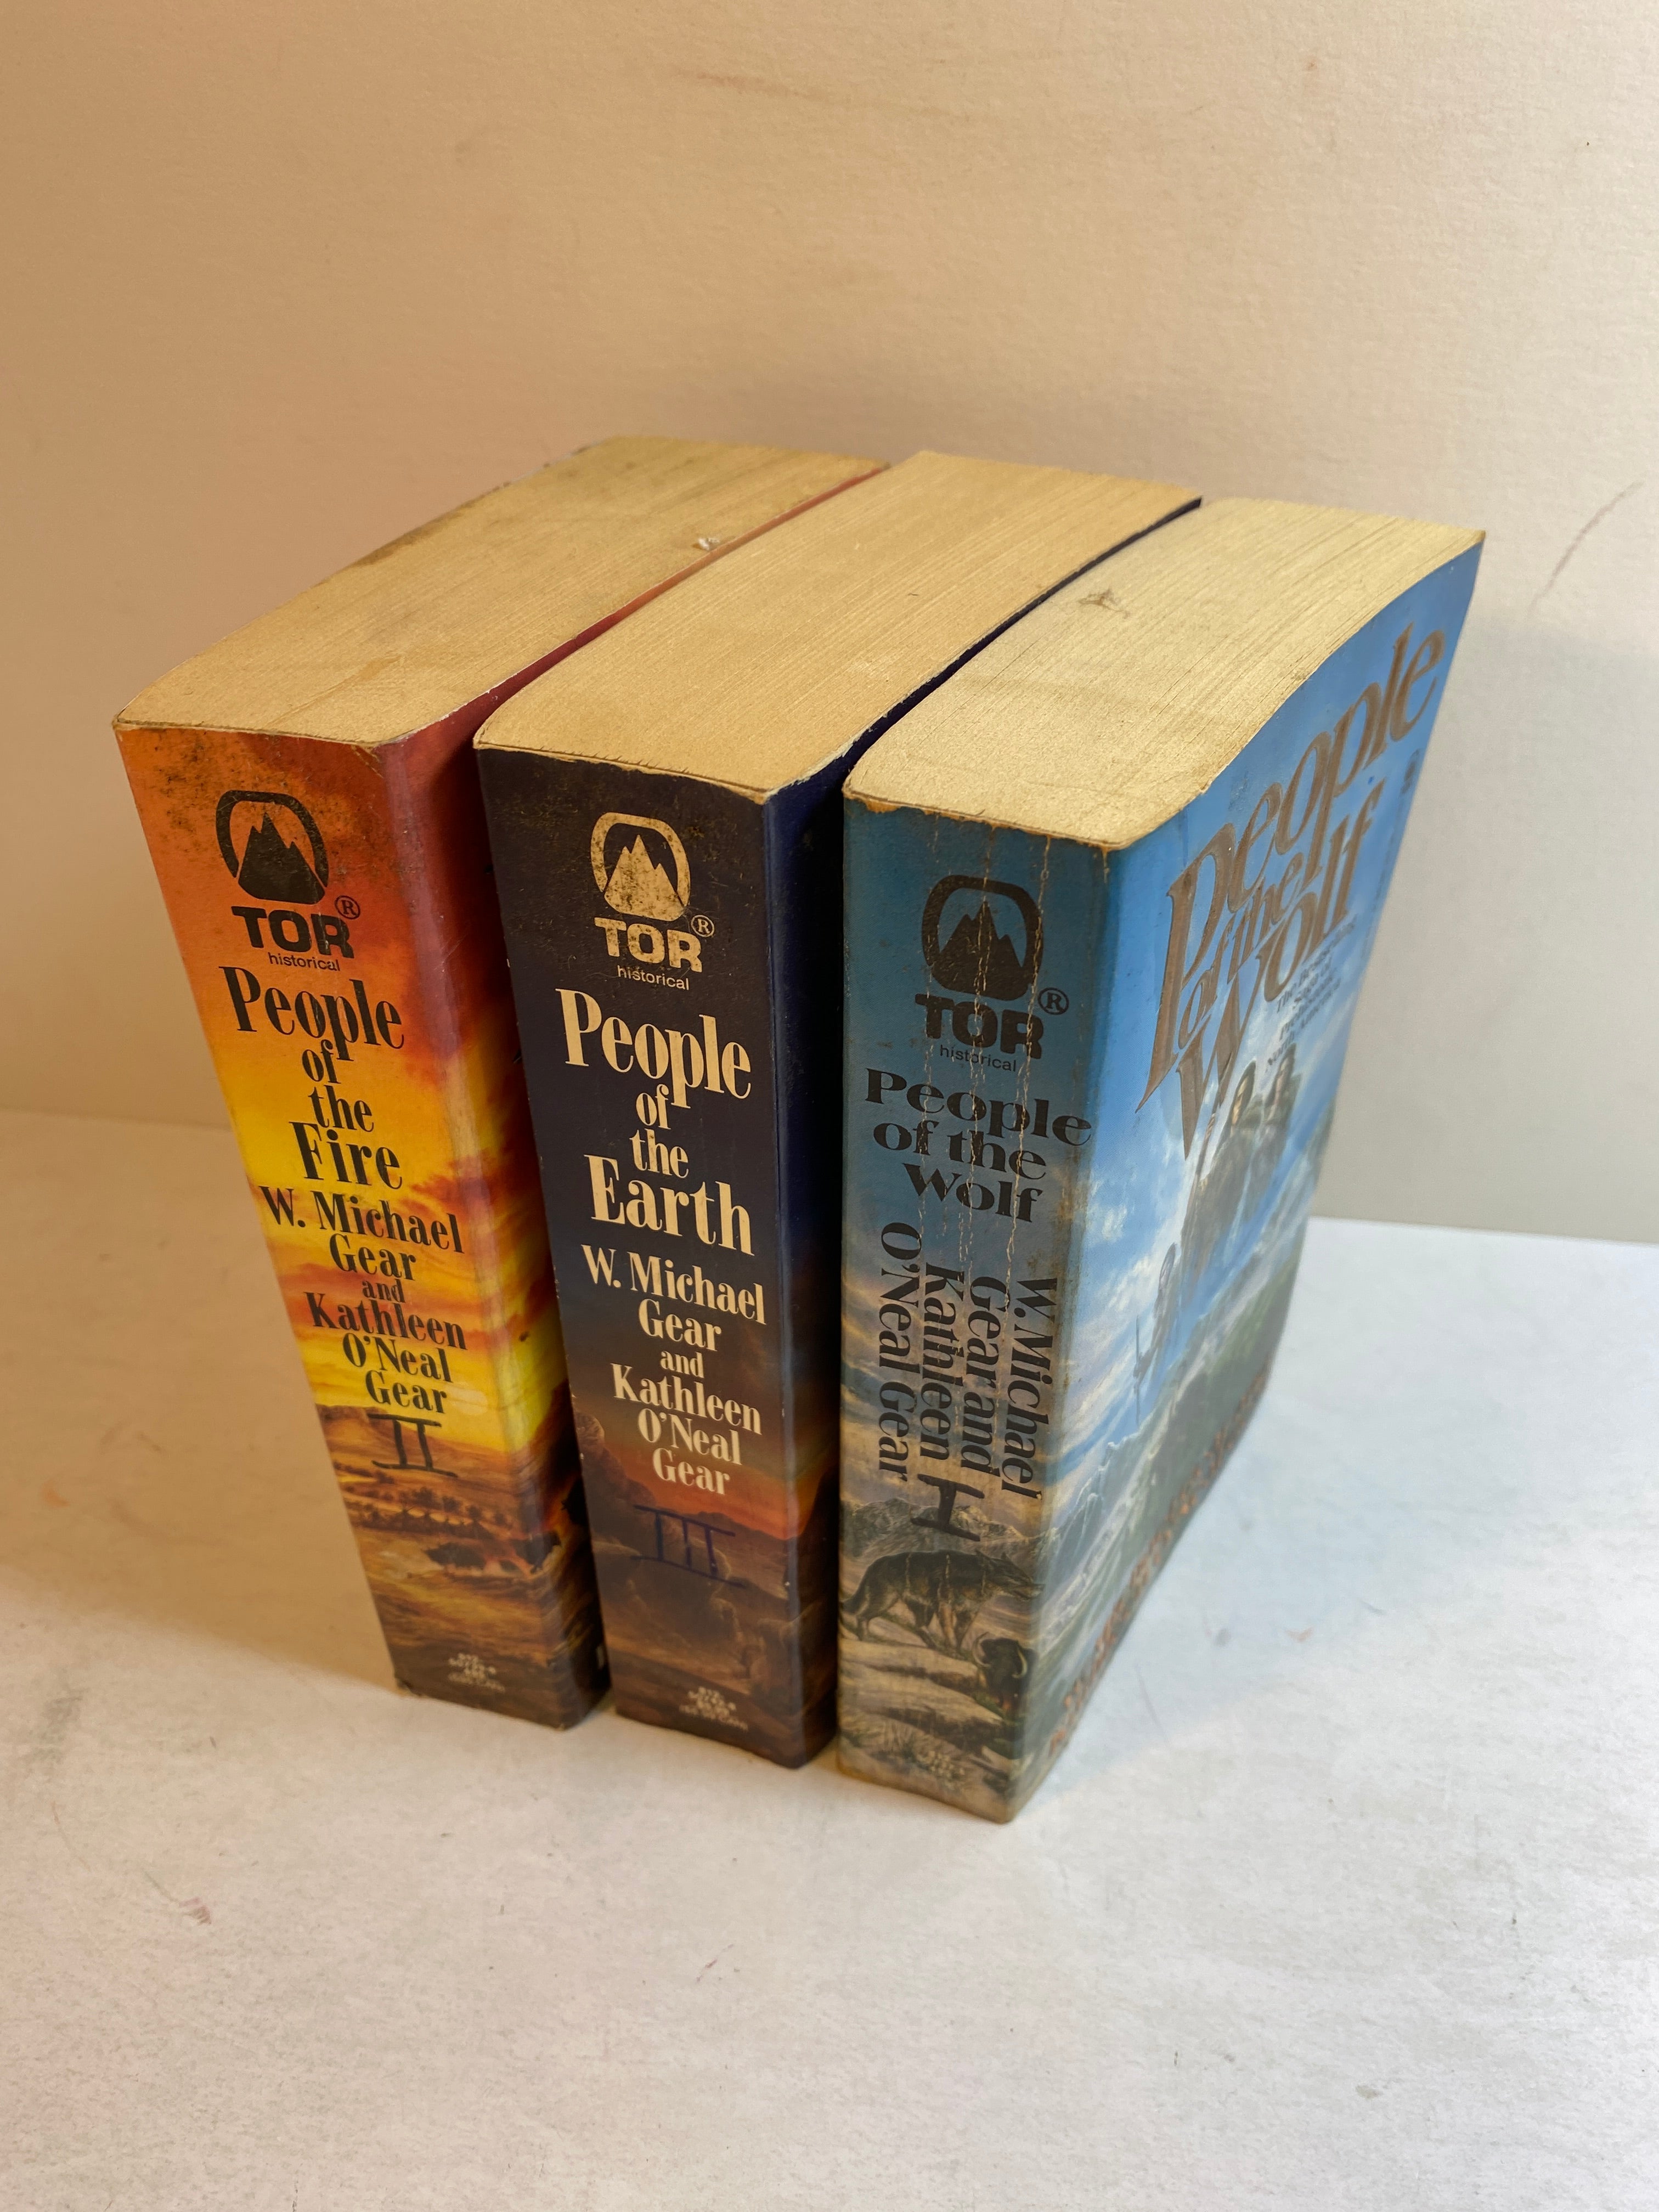 TOR®
historical
People
of
the
Fire
W. Michael
Gear
and
Kathleen
O'Neal
Gear
II
TOR®
historical
People
of
the
Earth
W. Michael
Gear
and
Kathleen
O'Neal
Gear
III
TOR®
historical
People
of the
Wolf
W. Michael
Gear and
Kathleen
O'Neal Gear
I
People
of the
Wolf